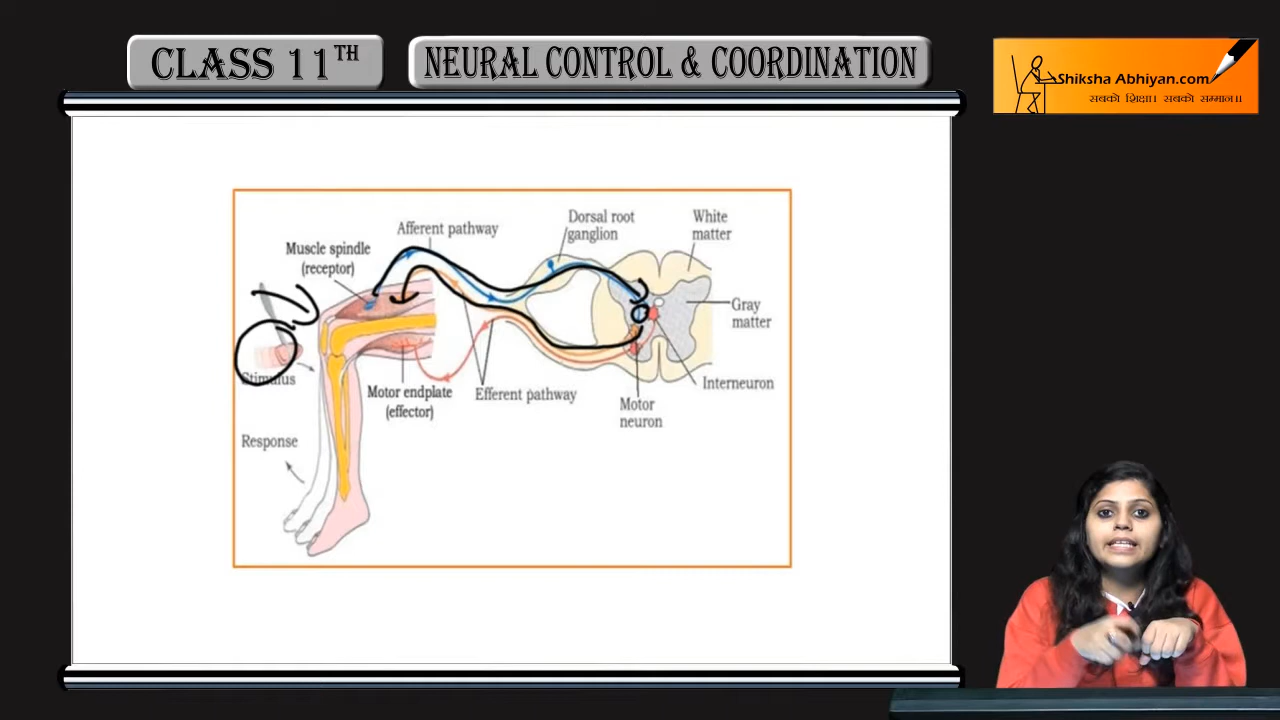 CLASS 11TH
NEURAL CONTROL & COORDINATION
Shiksha Abhiyan.com
सबको शिक्षा। सबको सम्मान।।
Dorsal root
ganglion
White
matter
Afferent pathway
Muscle spindle
(receptor)
Gray
matter
Stimulus
Interneuron
Motor endplate
(effector)
Efferent pathway
Motor
neuron
Response